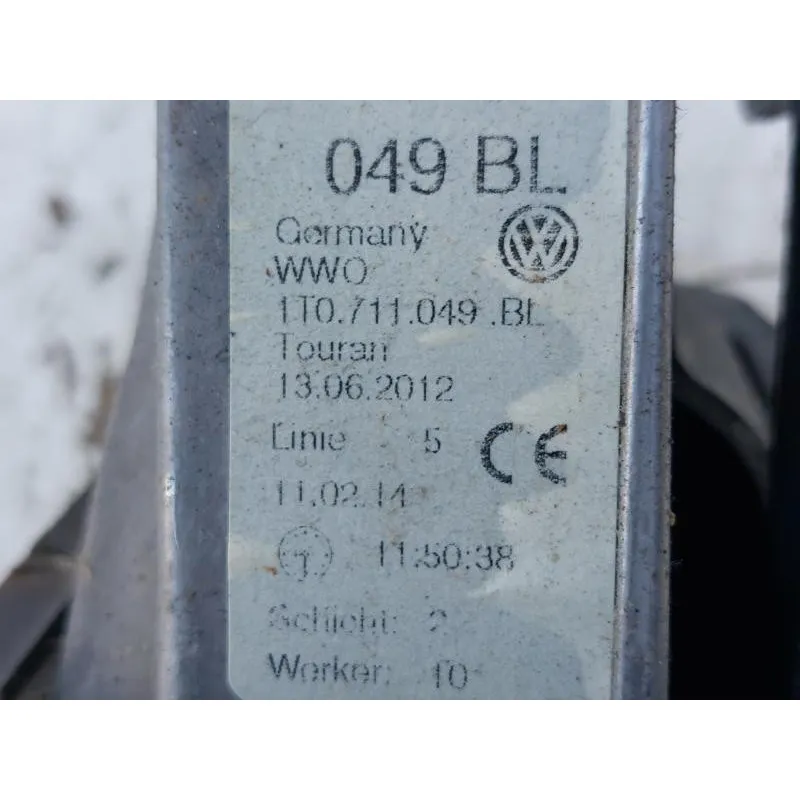 049 BL
Germany
WWO
1T0.711.049 .BL
Touran
13.06.2012
Linie 5 CE
11.02.14
11:50:38
Schicht: 2
Worker: 10